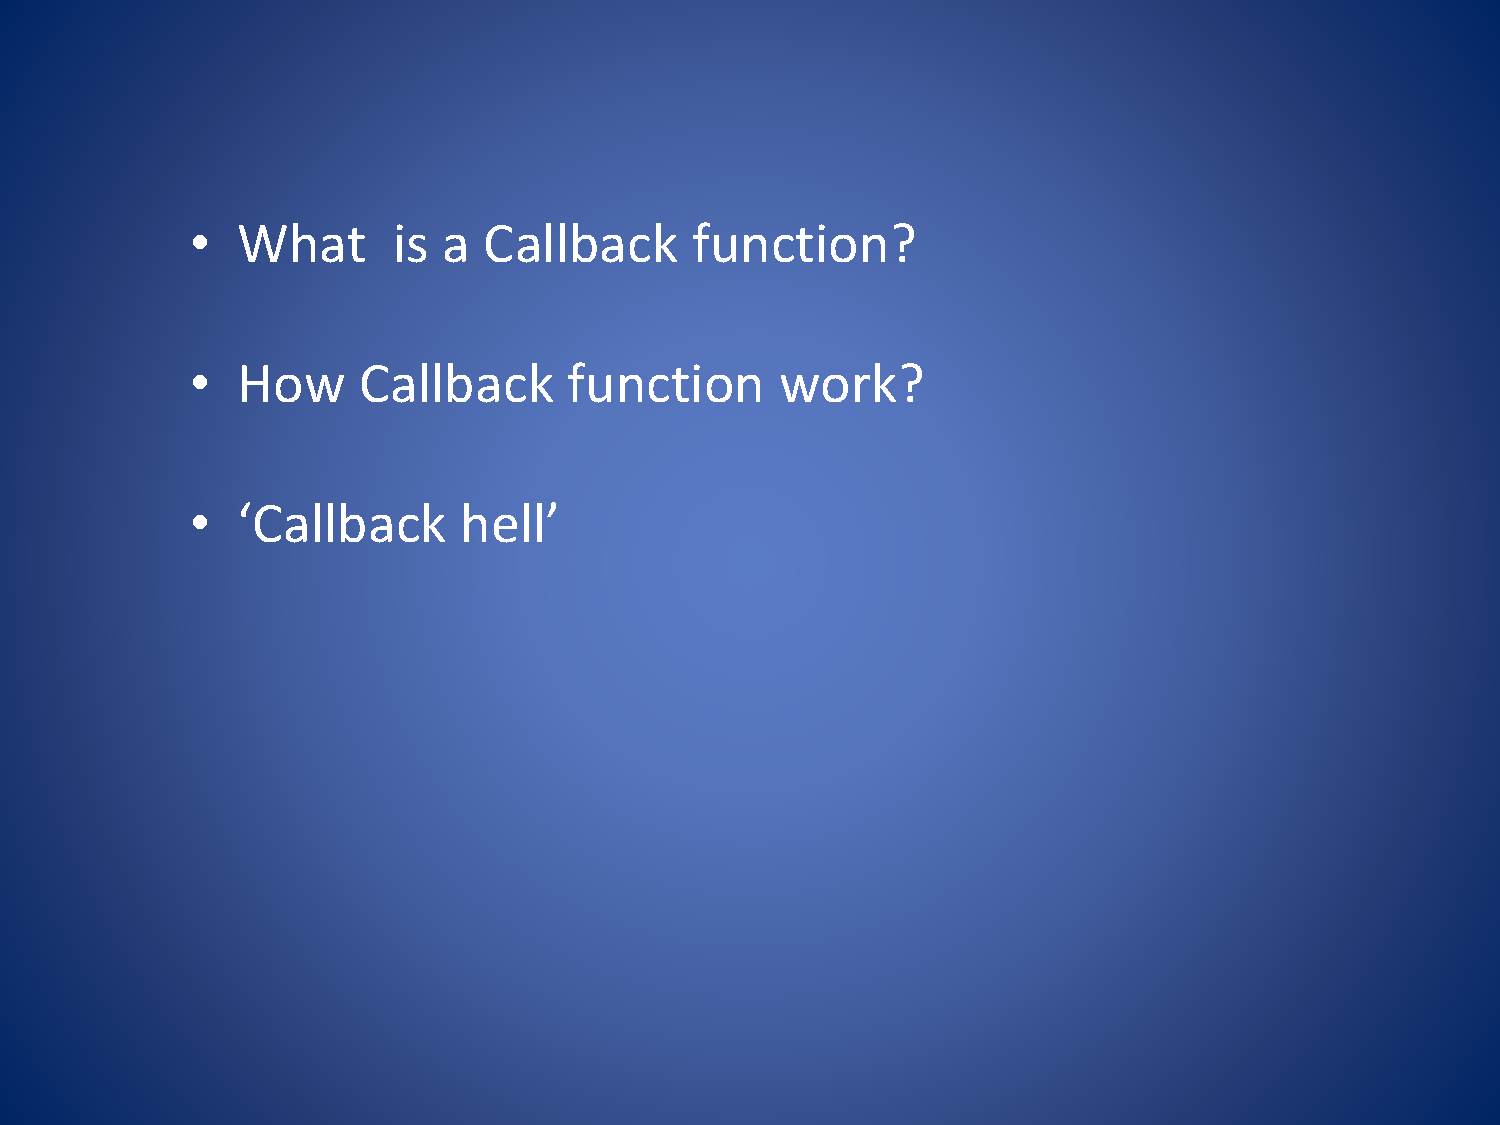 • What is a Callback function?
• How Callback function work?
• ‘Callback hell’